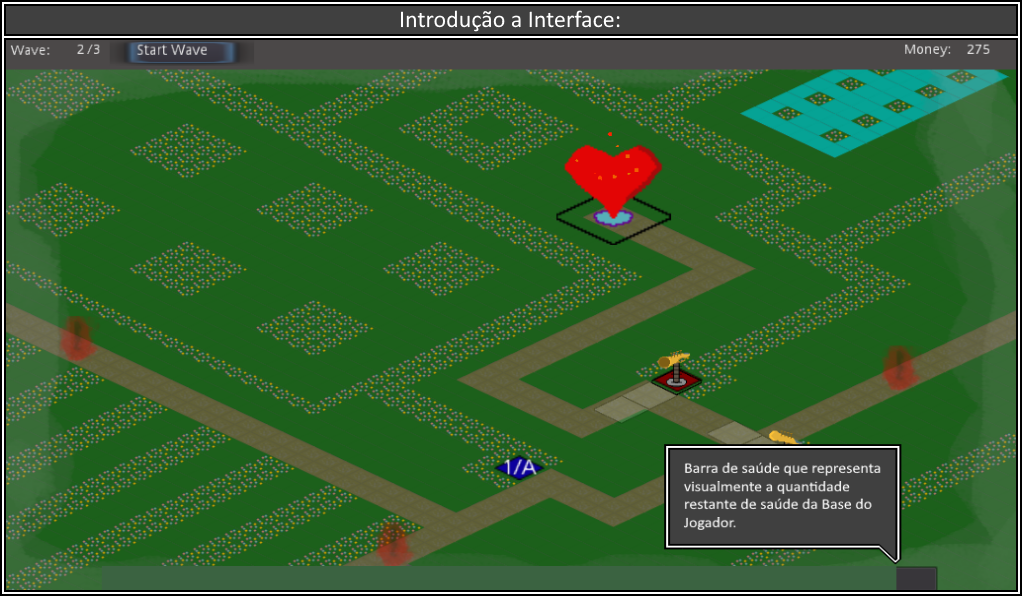 Introdução a Interface:
Wave: 2/3 Start Wave Money: 275
1/A
Barra de saúde que representa
visualmente a quantidade
restante de saúde da Base do
Jogador.